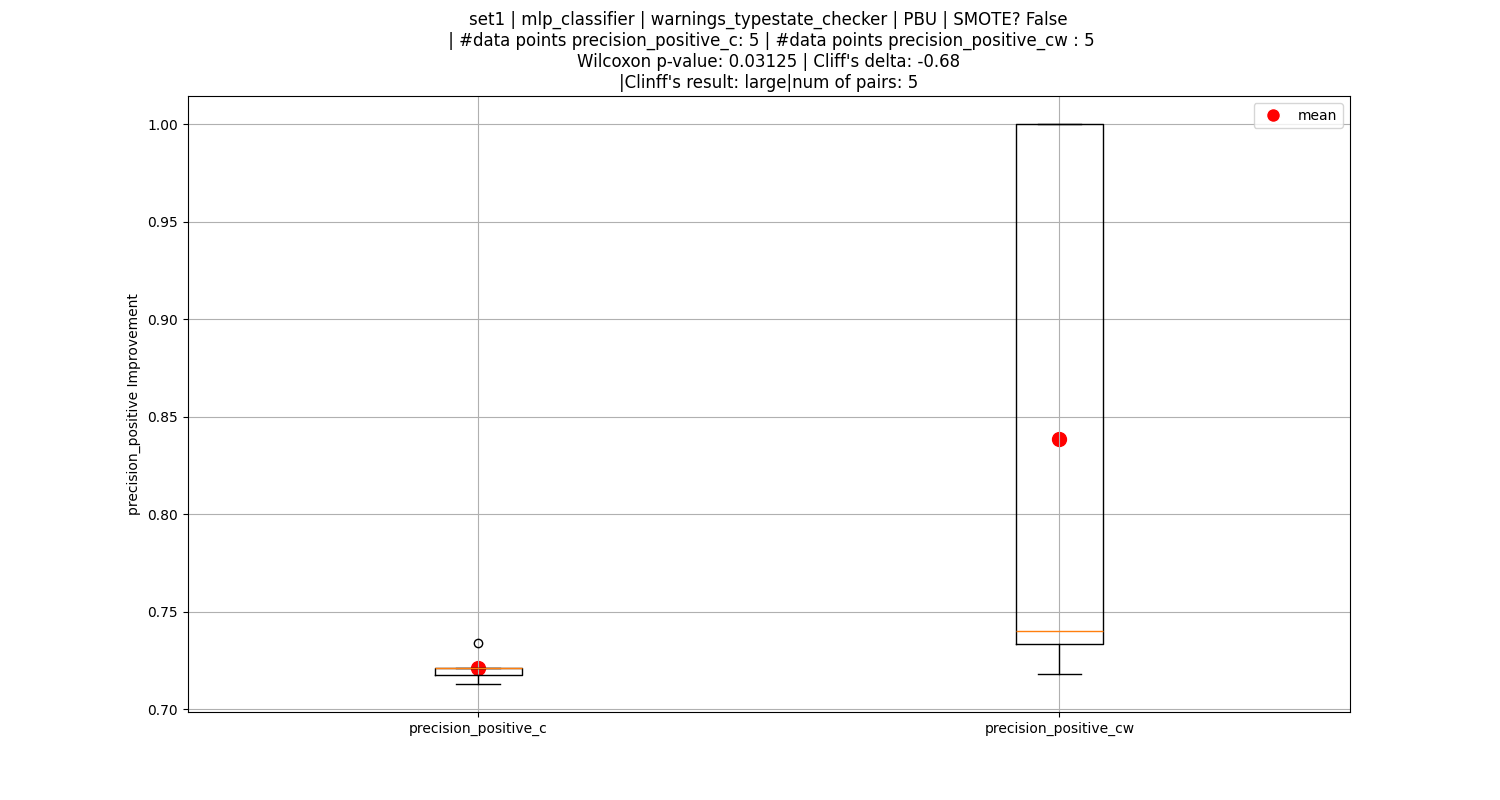 set1 | mlp_classifier | warnings_typestate_checker | PBU | SMOTE? False
| #data points precision_positive_c: 5 | #data points precision_positive_cw : 5
Wilcoxon p-value: 0.03125 | Cliff's delta: -0.68
|Clinff's result: large|num of pairs: 5
mean
1.00
0.95
0.90
0.85
0.80
0.75
0.70
precision_positive Improvement
precision_positive_c
precision_positive_cw